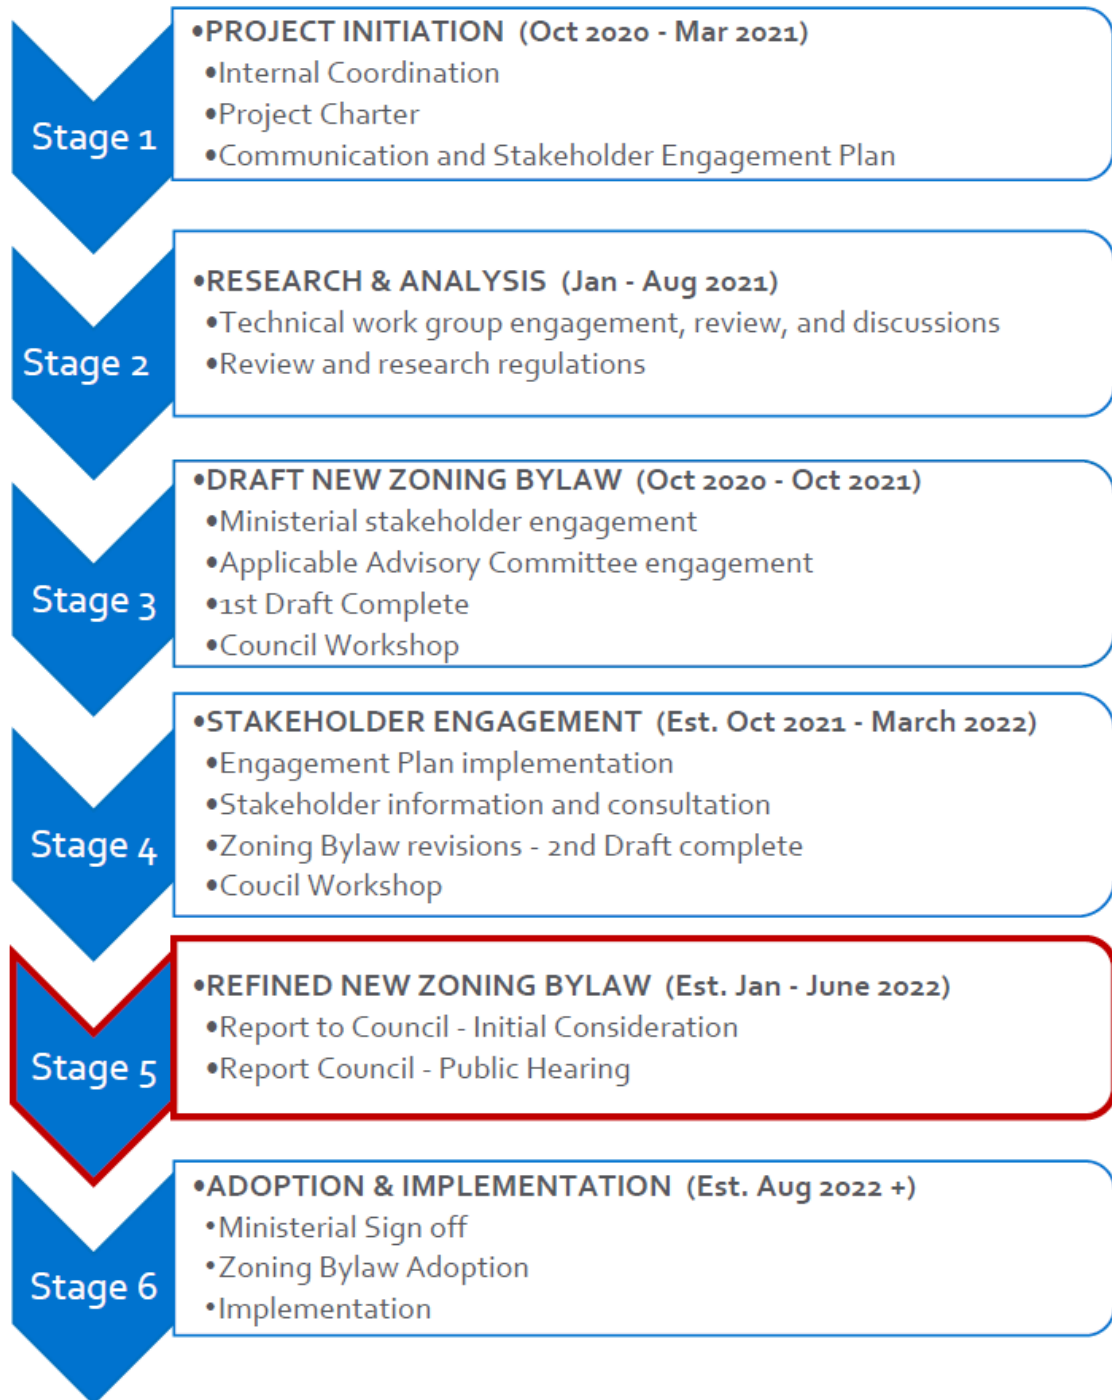 Stage 1
•PROJECT INITIATION (Oct 2020 - Mar 2021)
•Internal Coordination
•Project Charter
•Communication and Stakeholder Engagement Plan
Stage 2
•RESEARCH & ANALYSIS (Jan - Aug 2021)
•Technical work group engagement, review, and discussions
•Review and research regulations
Stage 3
•DRAFT NEW ZONING BYLAW (Oct 2020 - Oct 2021)
•Ministerial stakeholder engagement
•Applicable Advisory Committee engagement
•1st Draft Complete
•Council Workshop
Stage 4
•STAKEHOLDER ENGAGEMENT (Est. Oct 2021 - March 2022)
•Engagement Plan implementation
•Stakeholder information and consultation
•Zoning Bylaw revisions - 2nd Draft complete
•Coucil Workshop
Stage 5
•REFINED NEW ZONING BYLAW (Est. Jan - June 2022)
•Report to Council - Initial Consideration
•Report Council - Public Hearing
Stage 6
•ADOPTION & IMPLEMENTATION (Est. Aug 2022 +)
•Ministerial Sign off
•Zoning Bylaw Adoption
•Implementation